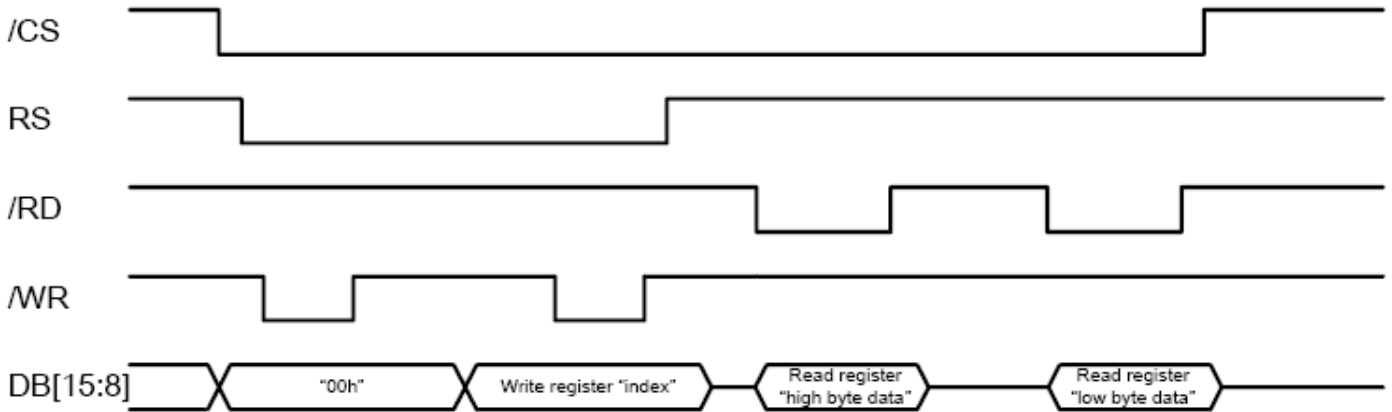 /CS
RS
/RD
/WR
DB[15:8]
"00h"
Write register "index"
Read register
"high byte data"
Read register
"low byte data"